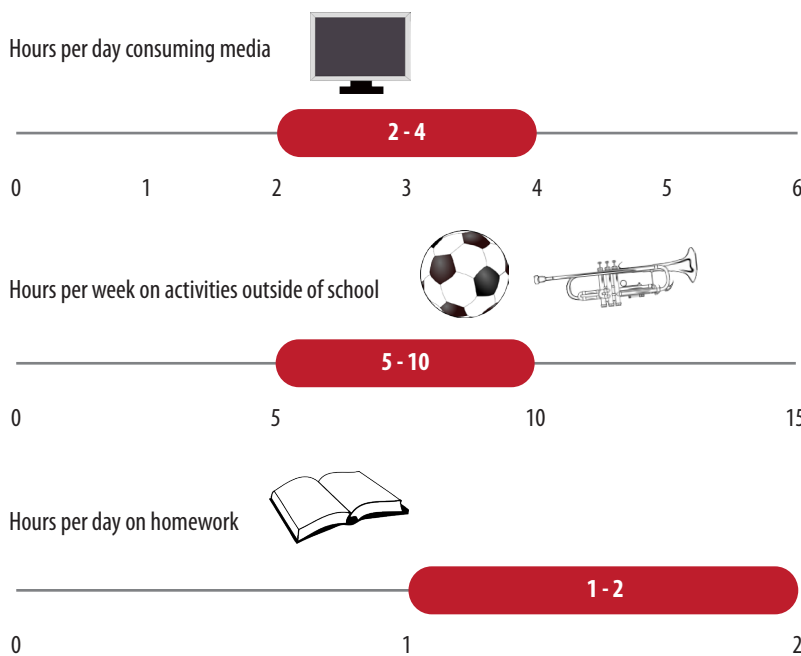 Hours per day consuming media
2 - 4
0 1 2 3 4 5 6
Hours per week on activities outside of school
5 - 10
0 5 10 15
Hours per day on homework
1 - 2
0 1 2